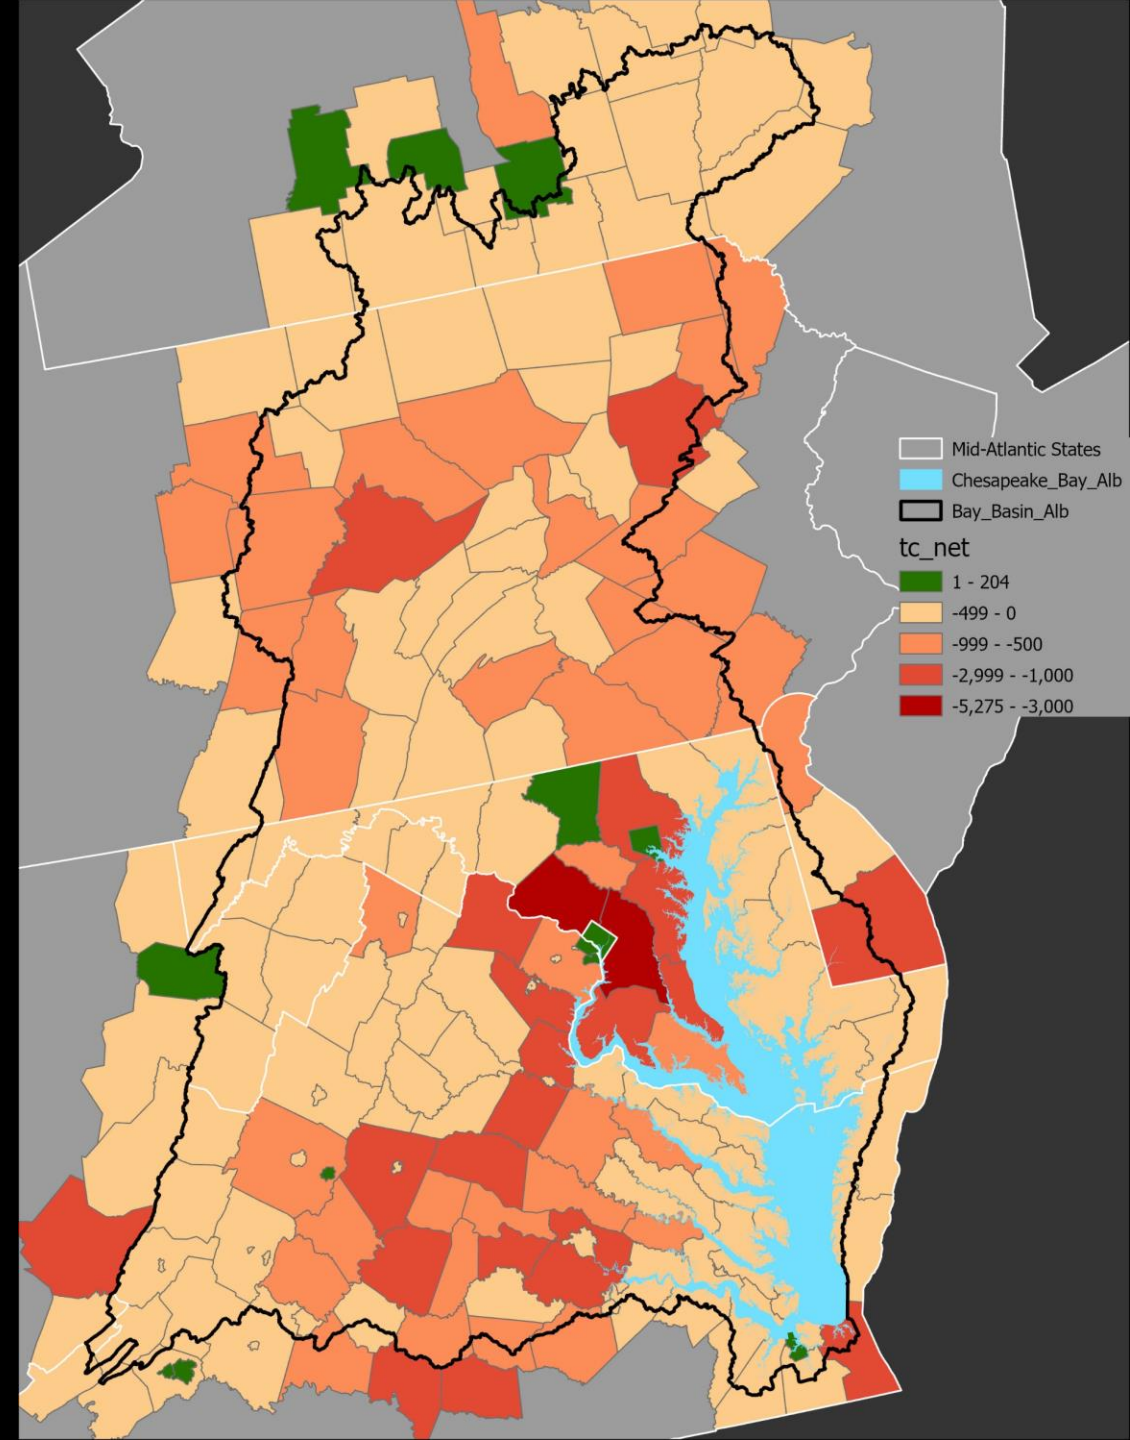 Mid-Atlantic States
Chesapeake_Bay_Alb
Bay_Basin_Alb
tc_net
1 - 204
-499 - 0
-999 - -500
-2,999 - -1,000
-5,275 - -3,000